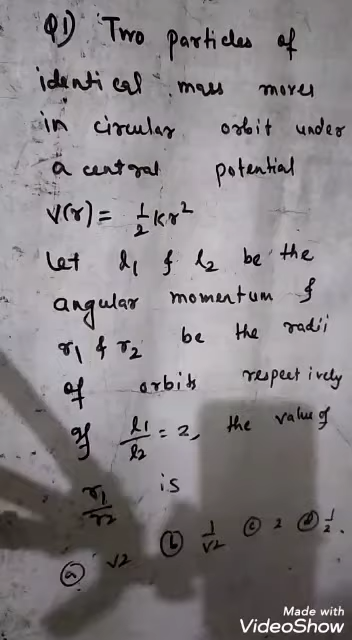 Q1) Two particles of
identical mass moves
in circular orbit under
a central potential
V(r) = 1/2 Kr²
Let l₁ & l₂ be the
angular momentum &
r₁ & r₂ be the radii
of orbits respectively
If l₁/l₂ = 2, the value of
r₁/r₂ is
(a) √2 (b) 1/√2 (c) 2 (d) 1/2.
Made with
VideoShow